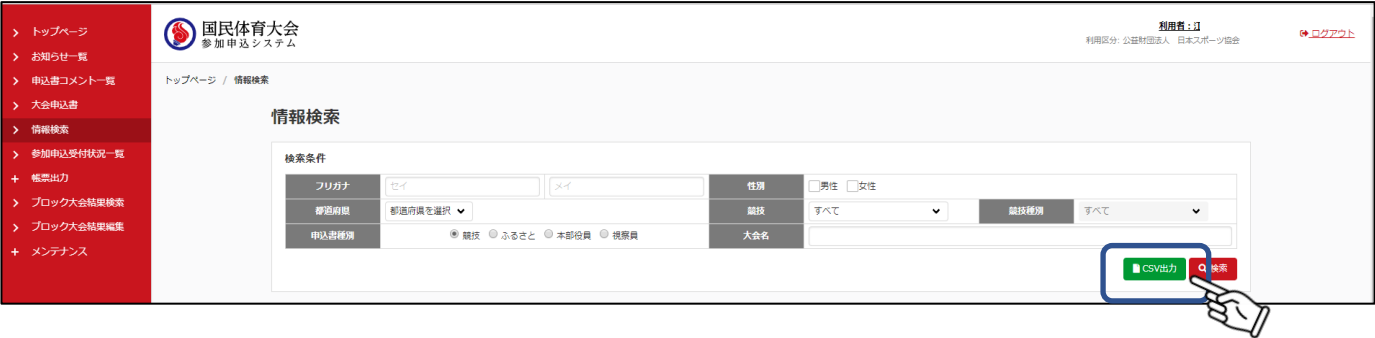 トップページ
お知らせ一覧
申込書コメント一覧
大会申込書
情報検索
参加申込受付状況一覧
帳票出力
ブロック大会結果検索
ブロック大会結果編集
メンテナンス
国民体育大会
参加申込システム
利用者：江
利用区分: 公益財団法人 日本スポーツ協会
ログアウト
トップページ / 情報検索
情報検索
検索条件
フリガナ セイ メイ 性別 男性 女性
都道府県 都道府県を選択 競技 すべて 競技種別 すべて
申込書種別 競技 ふるさと 本部役員 視察員 大会名
CSV出力 検索